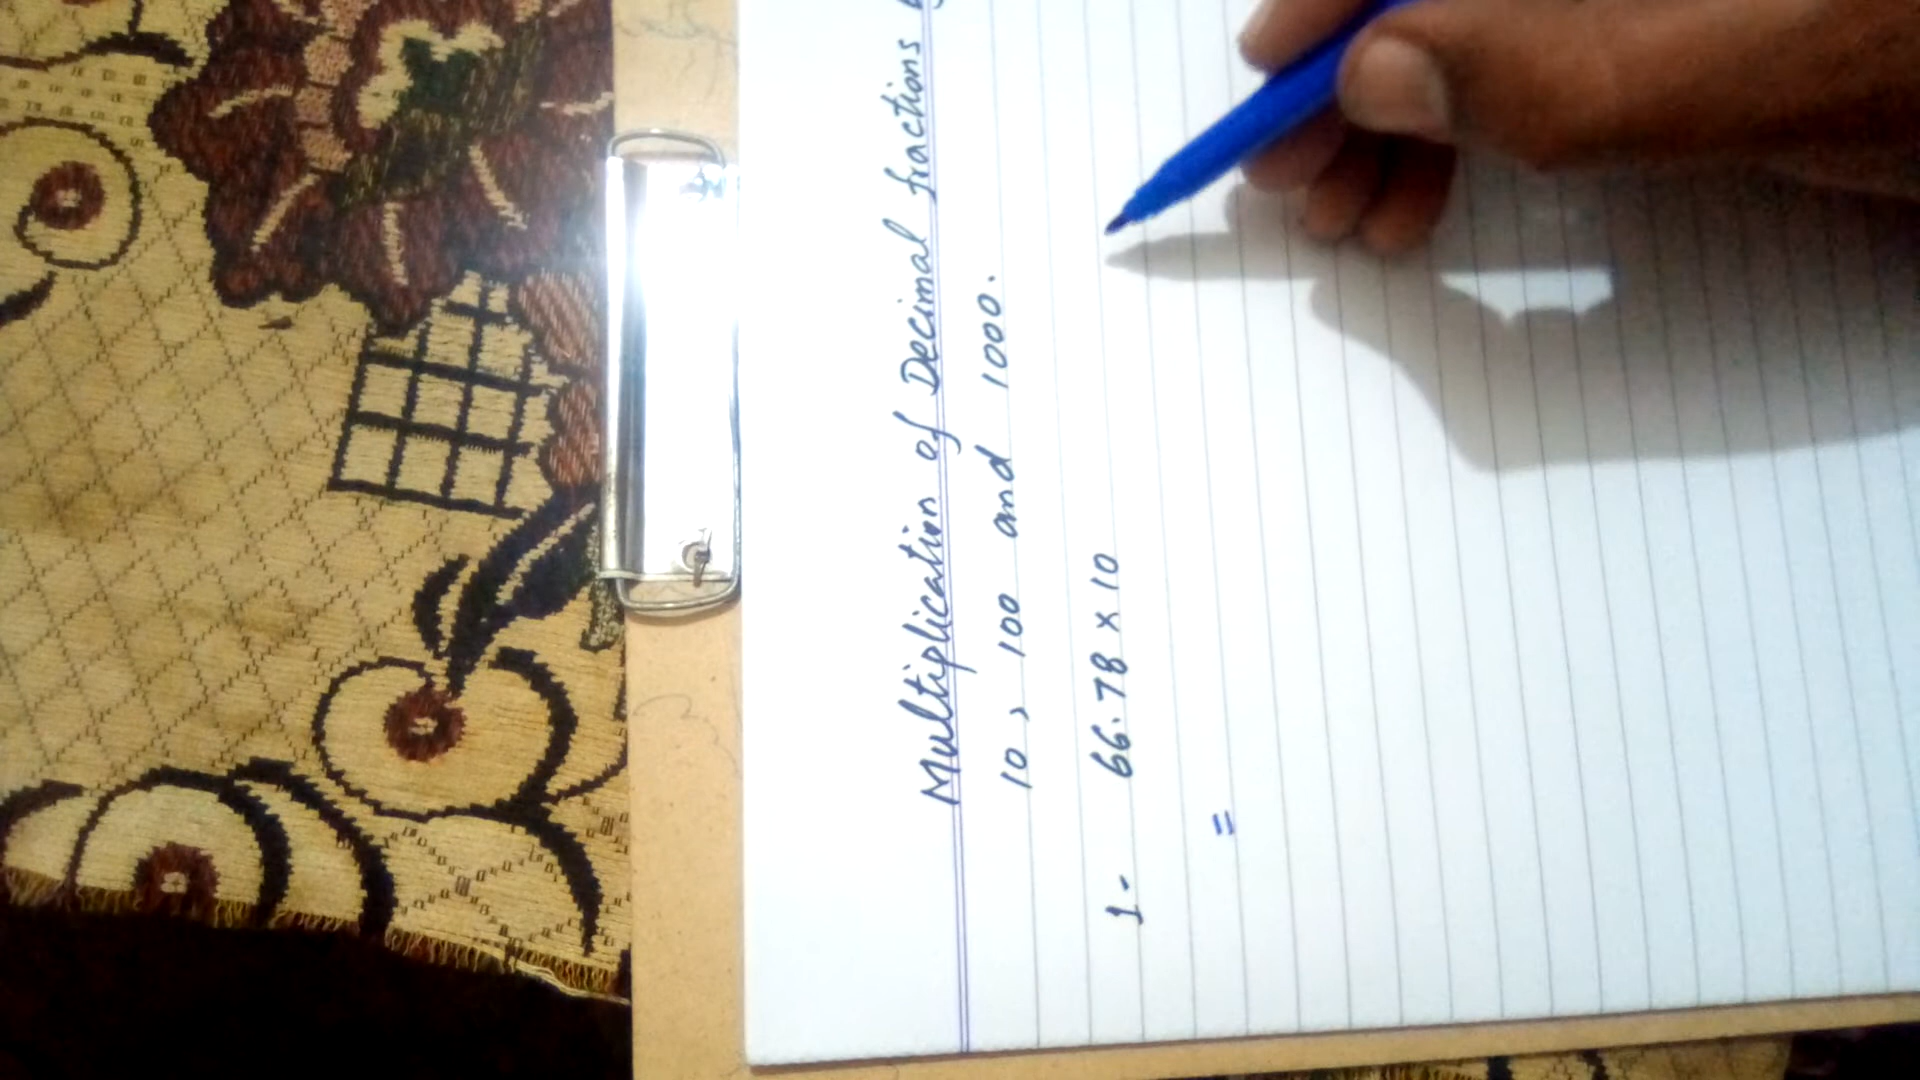 Multiplication of Decimal fractions
10, 100 and 1000.
1- 66.78 × 10
=